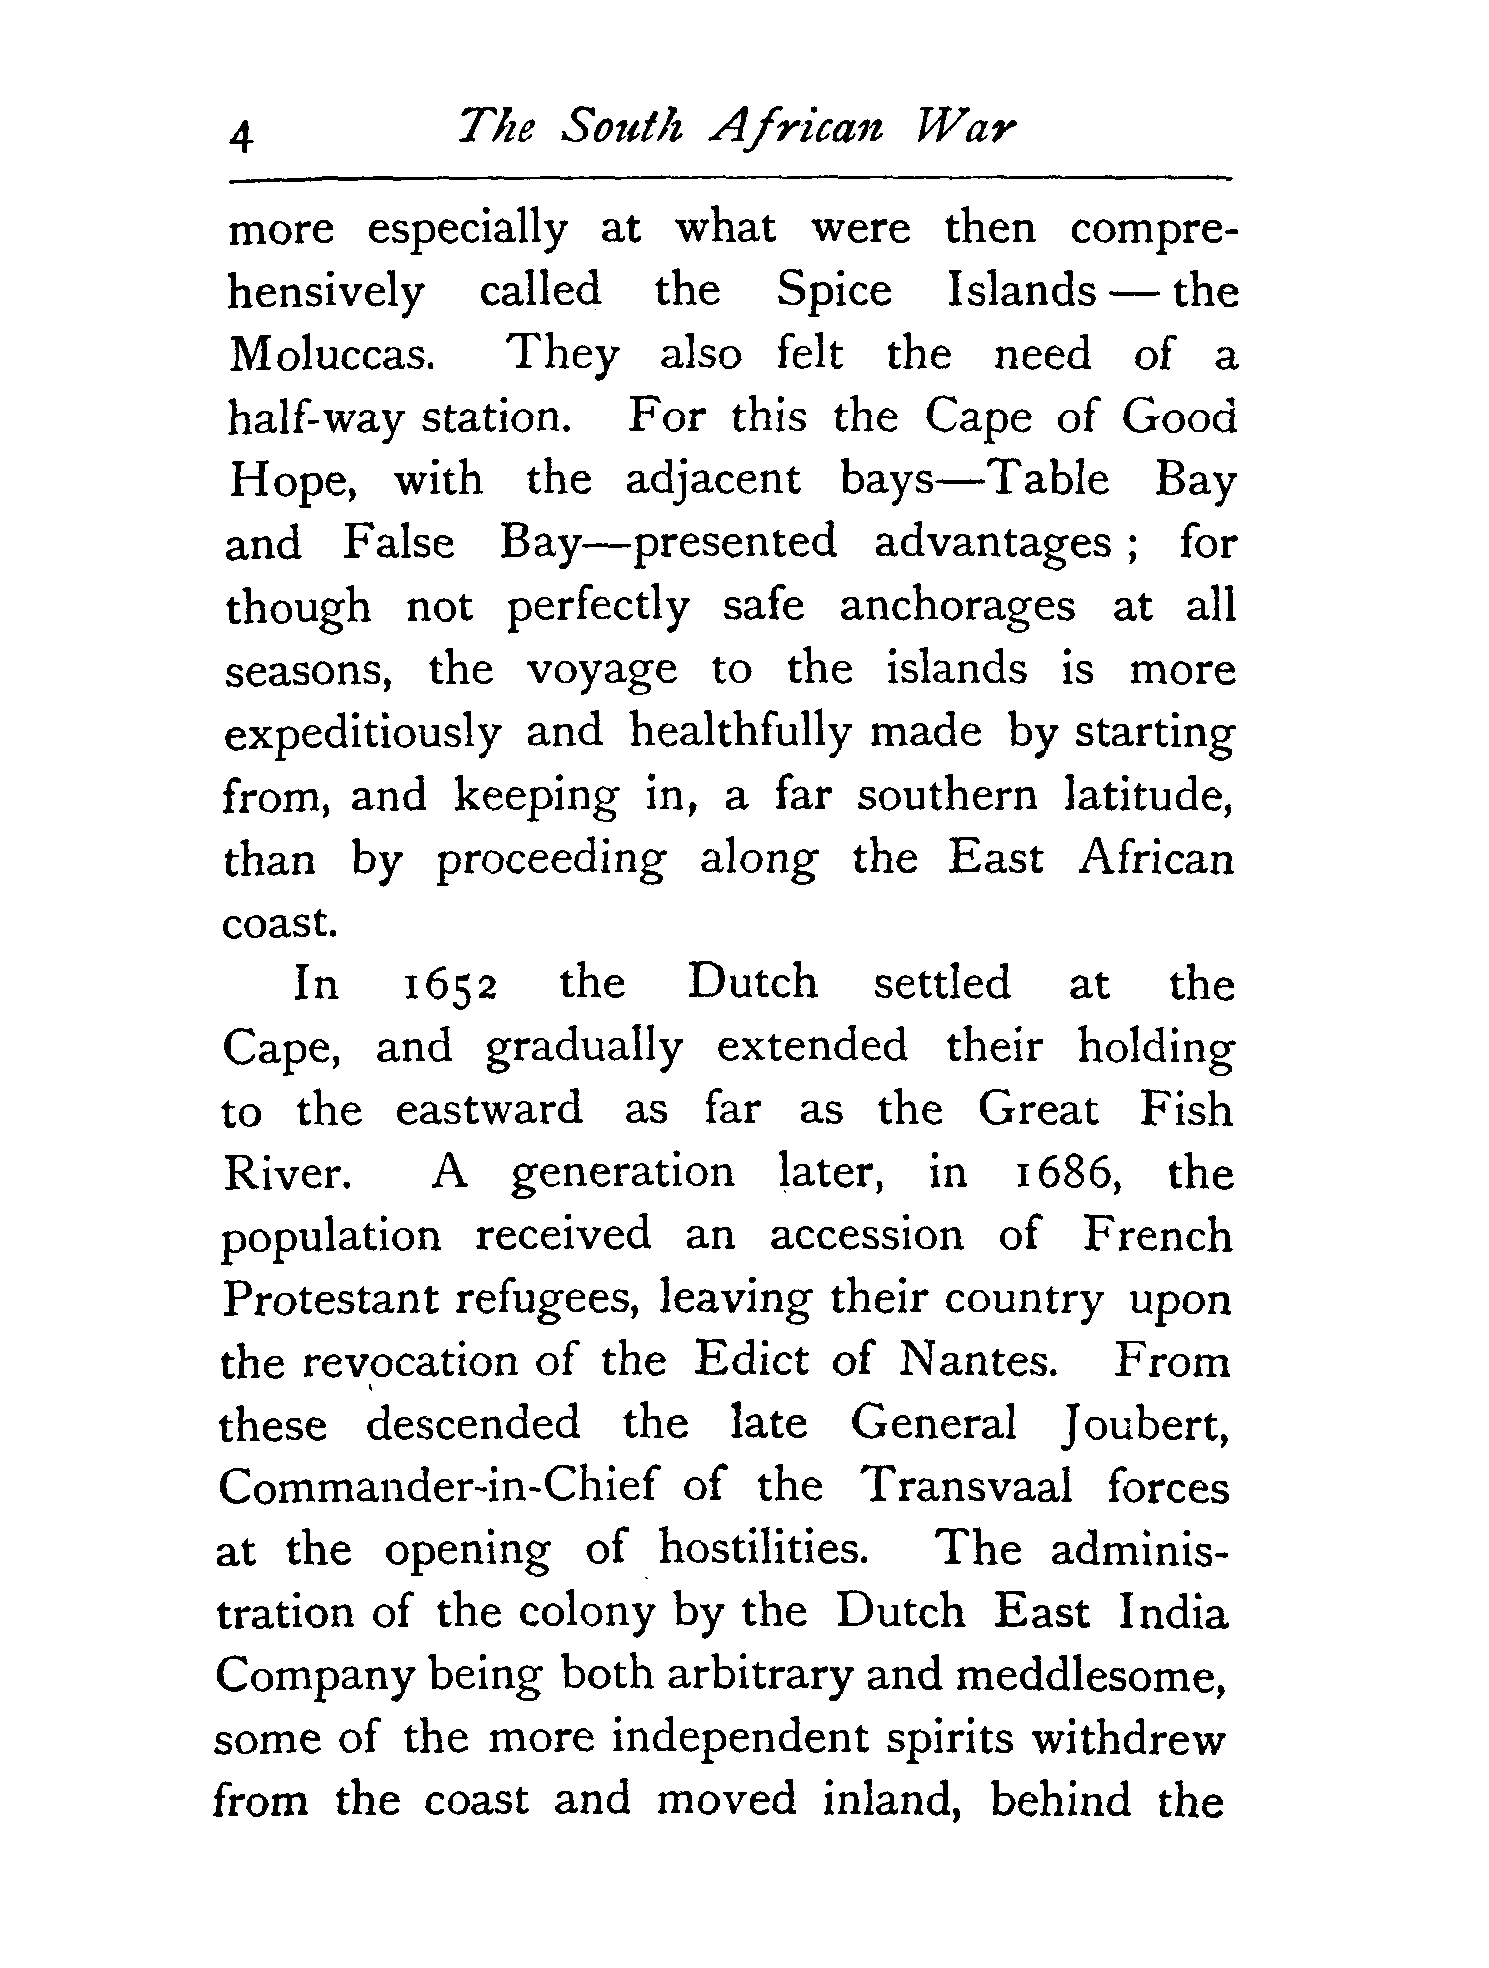 4 The South African War
more especially at what were then compre-
hensively called the Spice Islands — the
Moluccas. They also felt the need of a
half-way station. For this the Cape of Good
Hope, with the adjacent bays—Table Bay
and False Bay—presented advantages ; for
though not perfectly safe anchorages at all
seasons, the voyage to the islands is more
expeditiously and healthfully made by starting
from, and keeping in, a far southern latitude,
than by proceeding along the East African
coast.
In 1652 the Dutch settled at the
Cape, and gradually extended their holding
to the eastward as far as the Great Fish
River. A generation later, in 1686, the
population received an accession of French
Protestant refugees, leaving their country upon
the revocation of the Edict of Nantes. From
these descended the late General Joubert,
Commander-in-Chief of the Transvaal forces
at the opening of hostilities. The adminis-
tration of the colony by the Dutch East India
Company being both arbitrary and meddlesome,
some of the more independent spirits withdrew
from the coast and moved inland, behind the